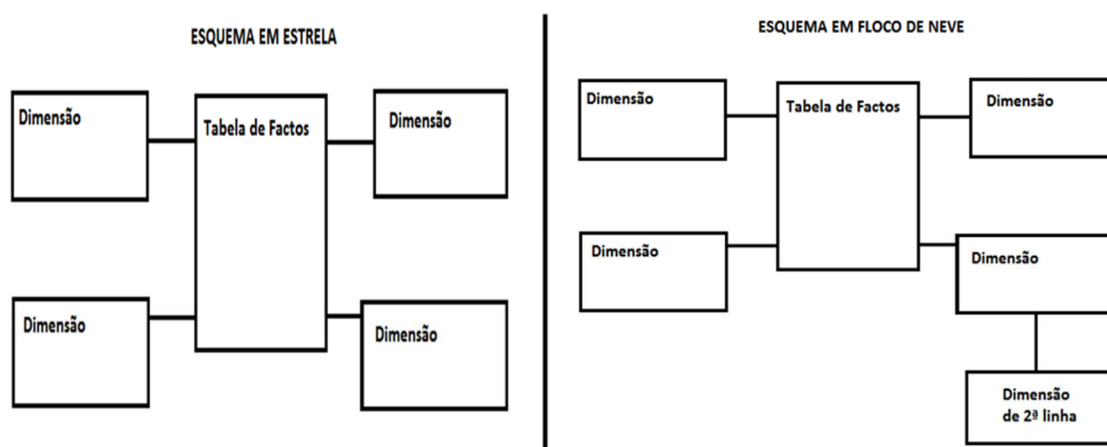 ESQUEMA EM ESTRELA
Dimensão
Tabela de Factos
Dimensão
Dimensão
Dimensão
ESQUEMA EM FLOCO DE NEVE
Dimensão
Tabela de Factos
Dimensão
Dimensão
Dimensão
Dimensão
de 2ª linha